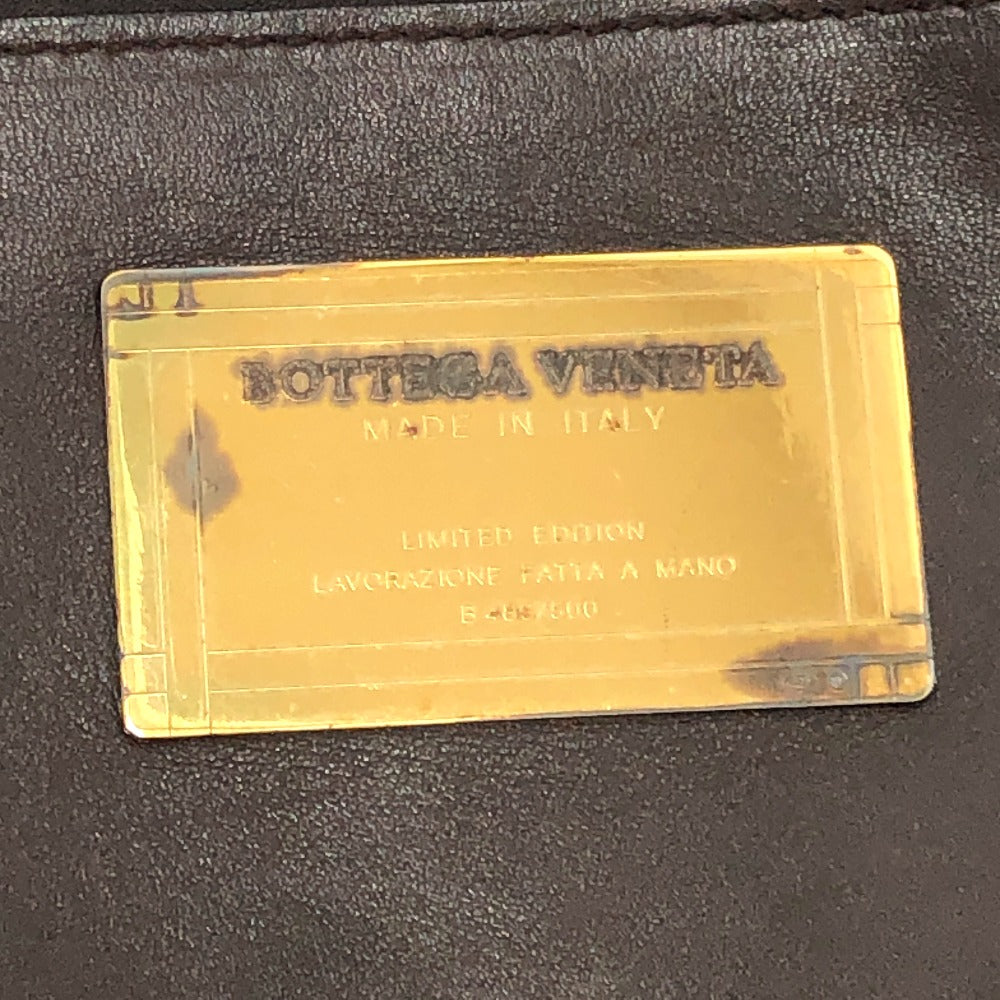 BOTTEGA VENETA
MADE IN ITALY
LIMITED EDITION
LAVORAZIONE FATTA A MANO
B